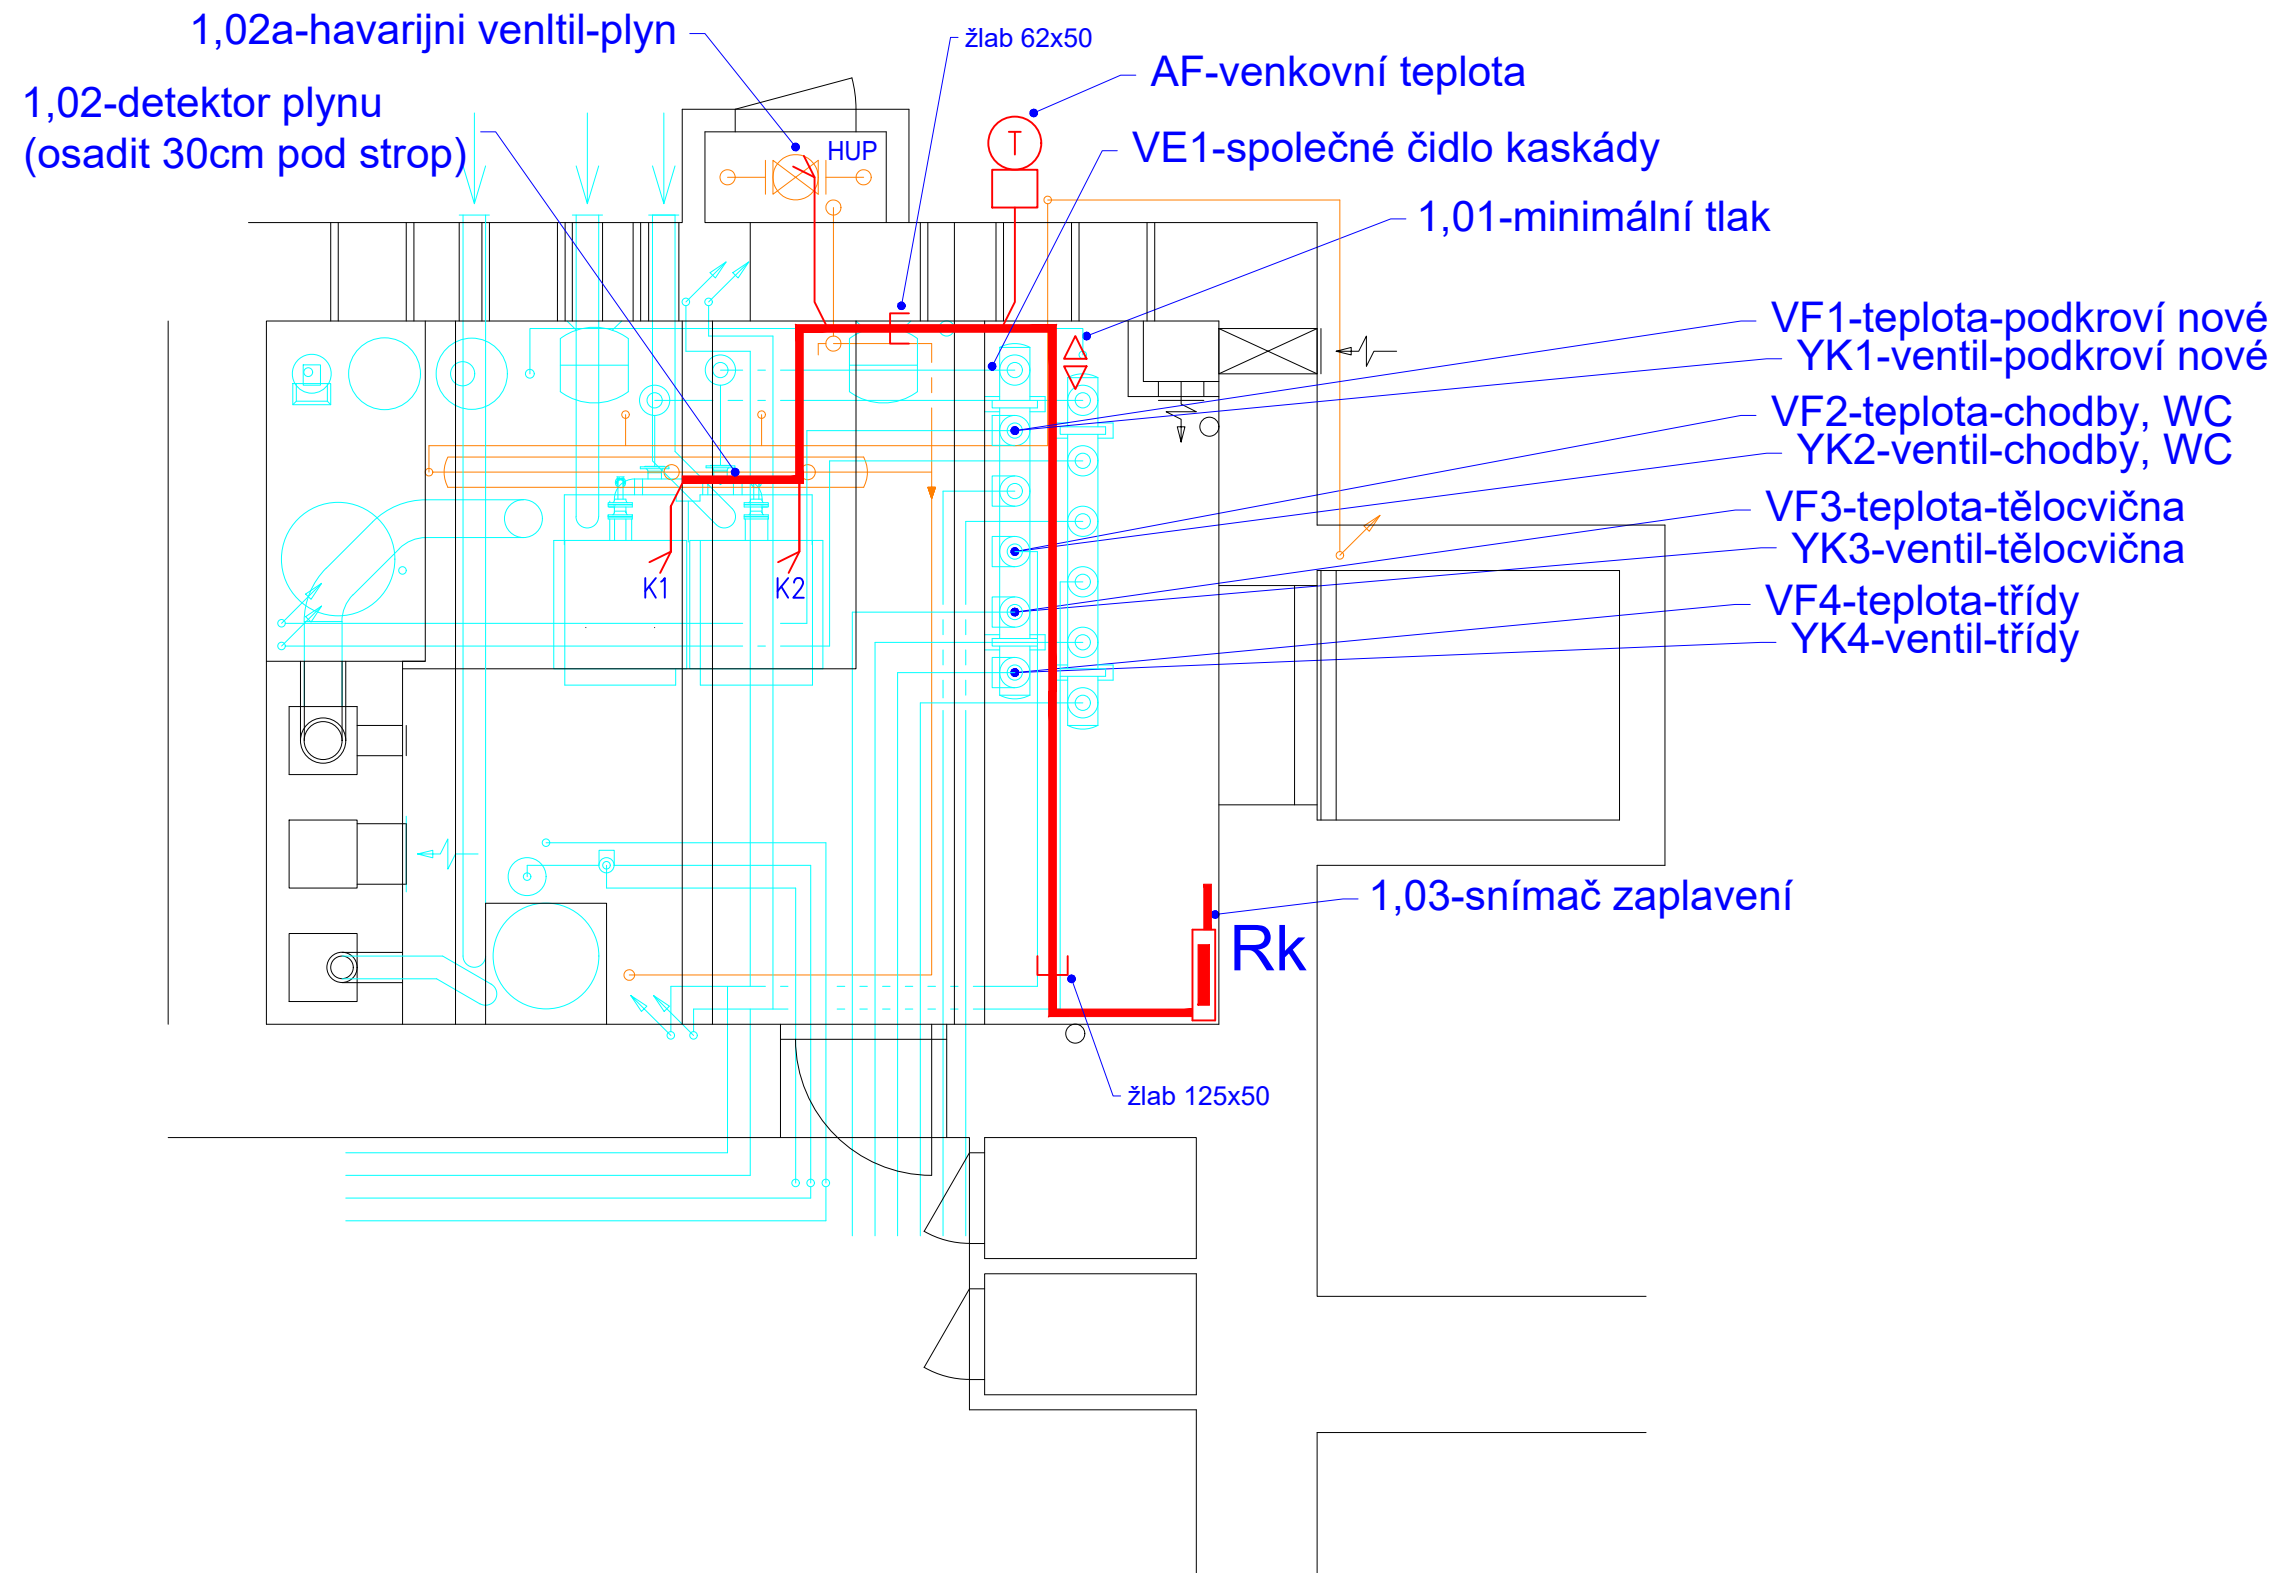 1,02a-havarijni venltil-plyn
žlab 62x50
AF-venkovní teplota
1,02-detektor plynu
(osadit 30cm pod strop)
HUP
T
VE1-společné čidlo kaskády
1,01-minimální tlak
VF1-teplota-podkroví nové
YK1-ventil-podkroví nové
VF2-teplota-chodby, WC
YK2-ventil-chodby, WC
VF3-teplota-tělocvična
YK3-ventil-tělocvična
K1
K2
VF4-teplota-třídy
YK4-ventil-třídy
1,03-snímač zaplavení
Rk
žlab 125x50